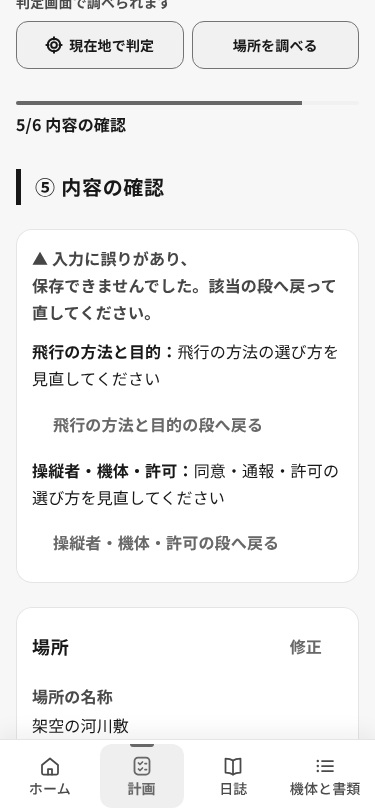 判定画面で調べられます
現在地で判定
場所を調べる
5/6 内容の確認
⑤ 内容の確認
▲ 入力に誤りがあり、
保存できませんでした。該当の段へ戻って
直してください。
飛行の方法と目的：飛行の方法の選び方を
見直してください
飛行の方法と目的の段へ戻る
操縦者・機体・許可：同意・通報・許可の
選び方を見直してください
操縦者・機体・許可の段へ戻る
場所
修正
場所の名称
架空の河川敷
ホーム
計画
日誌
機体と書類